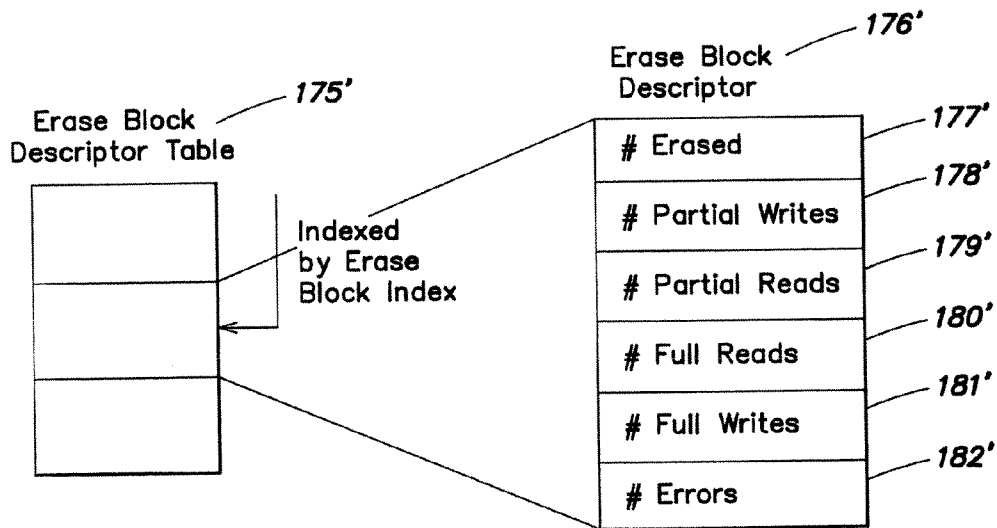 175'
Erase Block
Descriptor Table
Indexed
by Erase
Block Index
176'
Erase Block
Descriptor
# Erased
177'
# Partial Writes
178'
# Partial Reads
179'
# Full Reads
180'
# Full Writes
181'
# Errors
182'